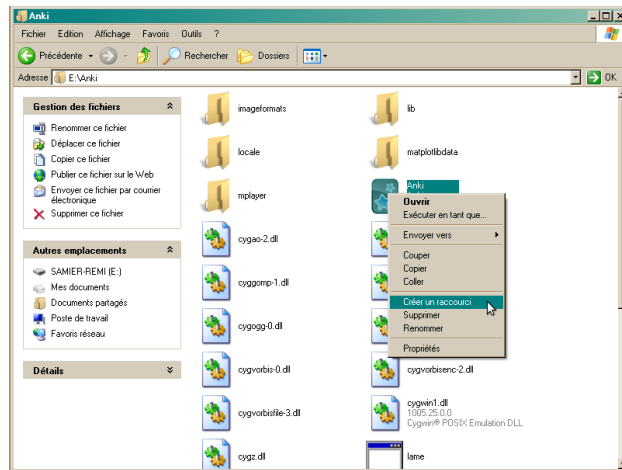 Anki
Fichier Edition Affichage Favoris Outils ?
Précédente Rechercher Dossiers
Adresse E:\Anki OK
Gestion des fichiers
Renommer ce fichier
Déplacer ce fichier
Copier ce fichier
Publier ce fichier sur le Web
Envoyer ce fichier par courrier
électronique
Supprimer ce fichier
Autres emplacements
SAMIER-REMI (E:)
Mes documents
Documents partagés
Poste de travail
Favoris réseau
Détails
imageformats
lib
locale
matplotlibdata
mplayer
Anki
cygao-2.dll
cyggomp-1.dll
cygogg-0.dll
cygvorbis-0.dll
cygvorbisenc-2.dll
cygvorbisfile-3.dll
cygwin1.dll
1005.25.0.0
Cygwin® POSIX Emulation DLL
cygz.dll
lame
Ouvrir
Exécuter en tant que...
Envoyer vers
Couper
Copier
Coller
Créer un raccourci
Supprimer
Renommer
Propriétés